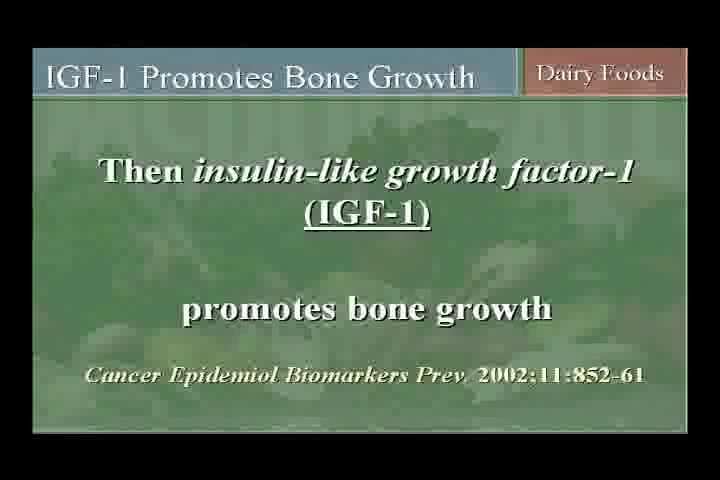 IGF-1 Promotes Bone Growth
Dairy Foods
Then insulin-like growth factor-1
(IGF-1)
promotes bone growth
Cancer Epidemiol Biomarkers Prev. 2002;11:852-61